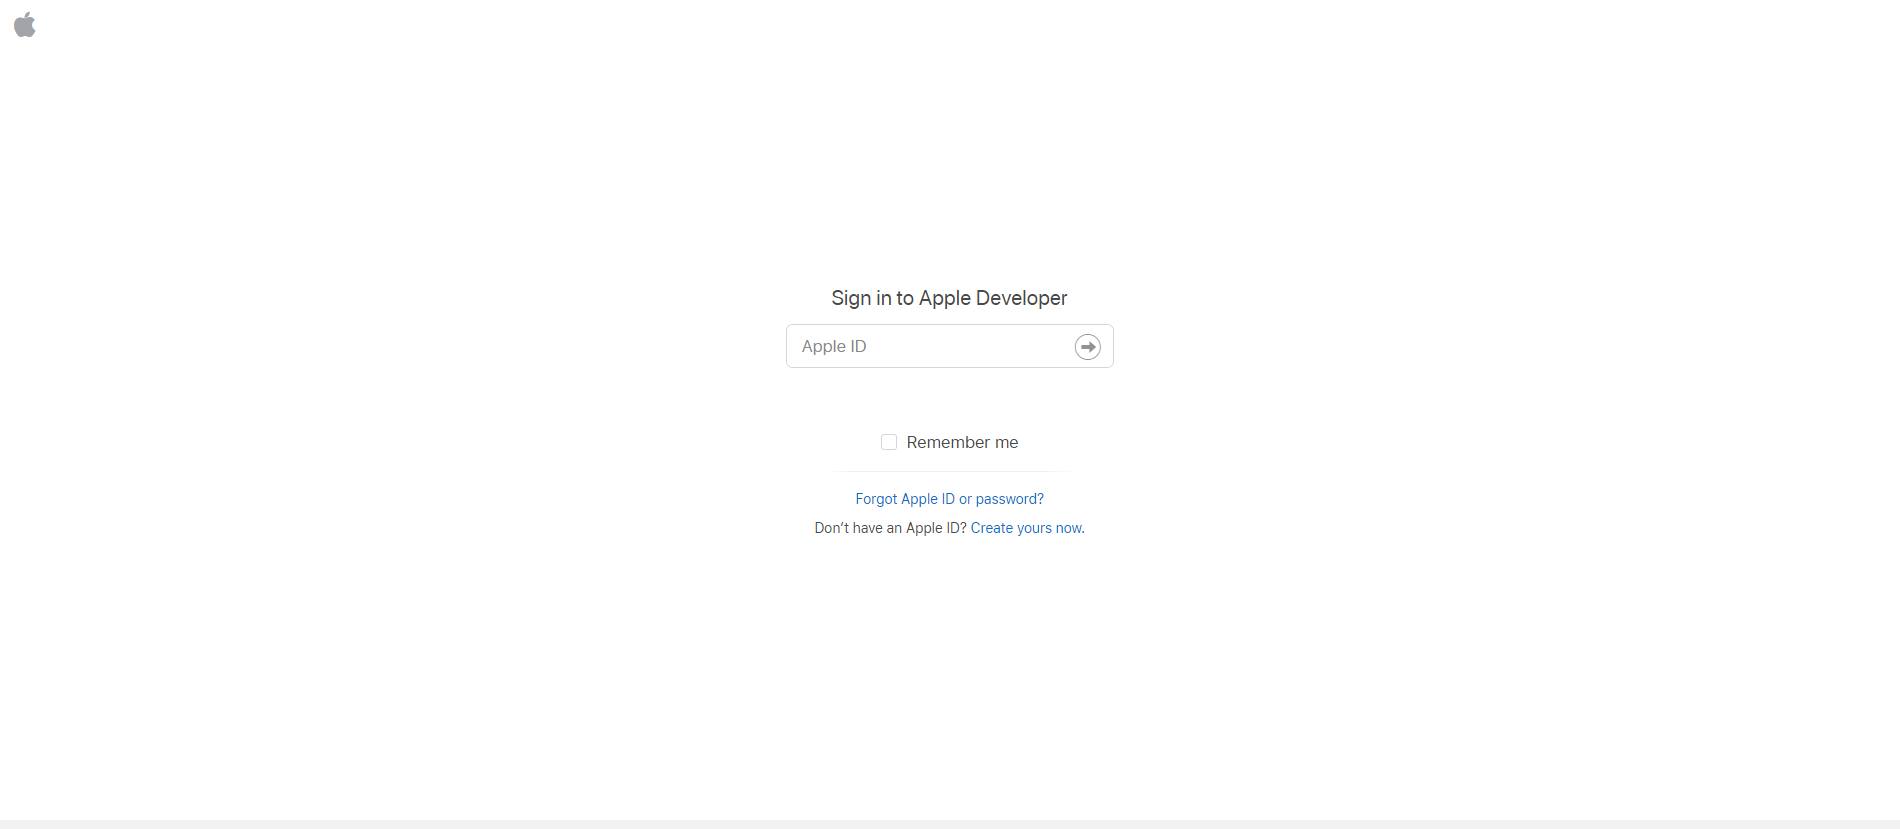 Sign in to Apple Developer
Apple ID
Remember me
Forgot Apple ID or password?
Don’t have an Apple ID? Create yours now.